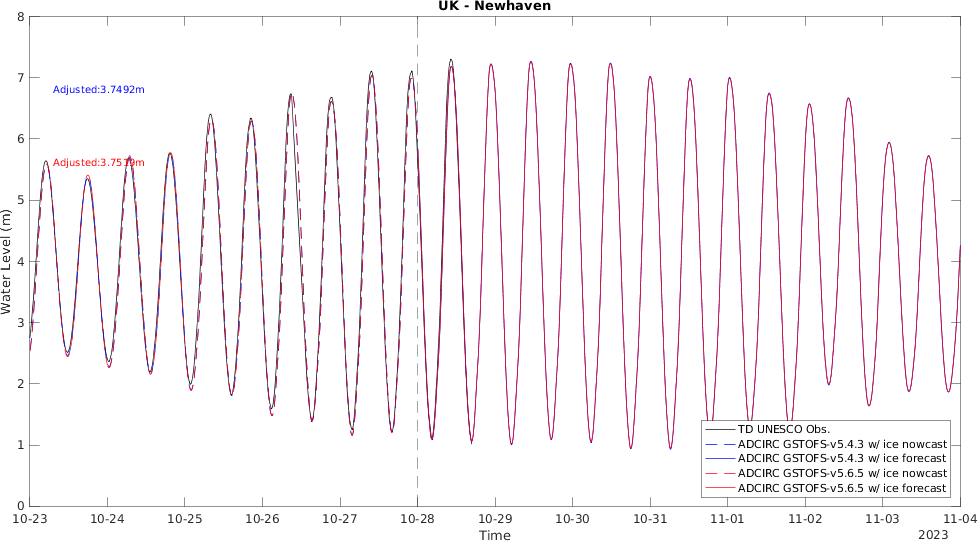 UK - Newhaven
8
7
6
5
4
3
2
1
0
Water Level (m)
Adjusted:3.7492m
TD UNESCO Obs.
ADCIRC GSTOFS-v5.4.3 w/ ice nowcast
ADCIRC GSTOFS-v5.4.3 w/ ice forecast
ADCIRC GSTOFS-v5.6.5 w/ ice nowcast
ADCIRC GSTOFS-v5.6.5 w/ ice forecast
10-23 10-24 10-25 10-26 10-27 10-28 10-29 10-30 10-31 11-01 11-02 11-03 11-04
Time
2023